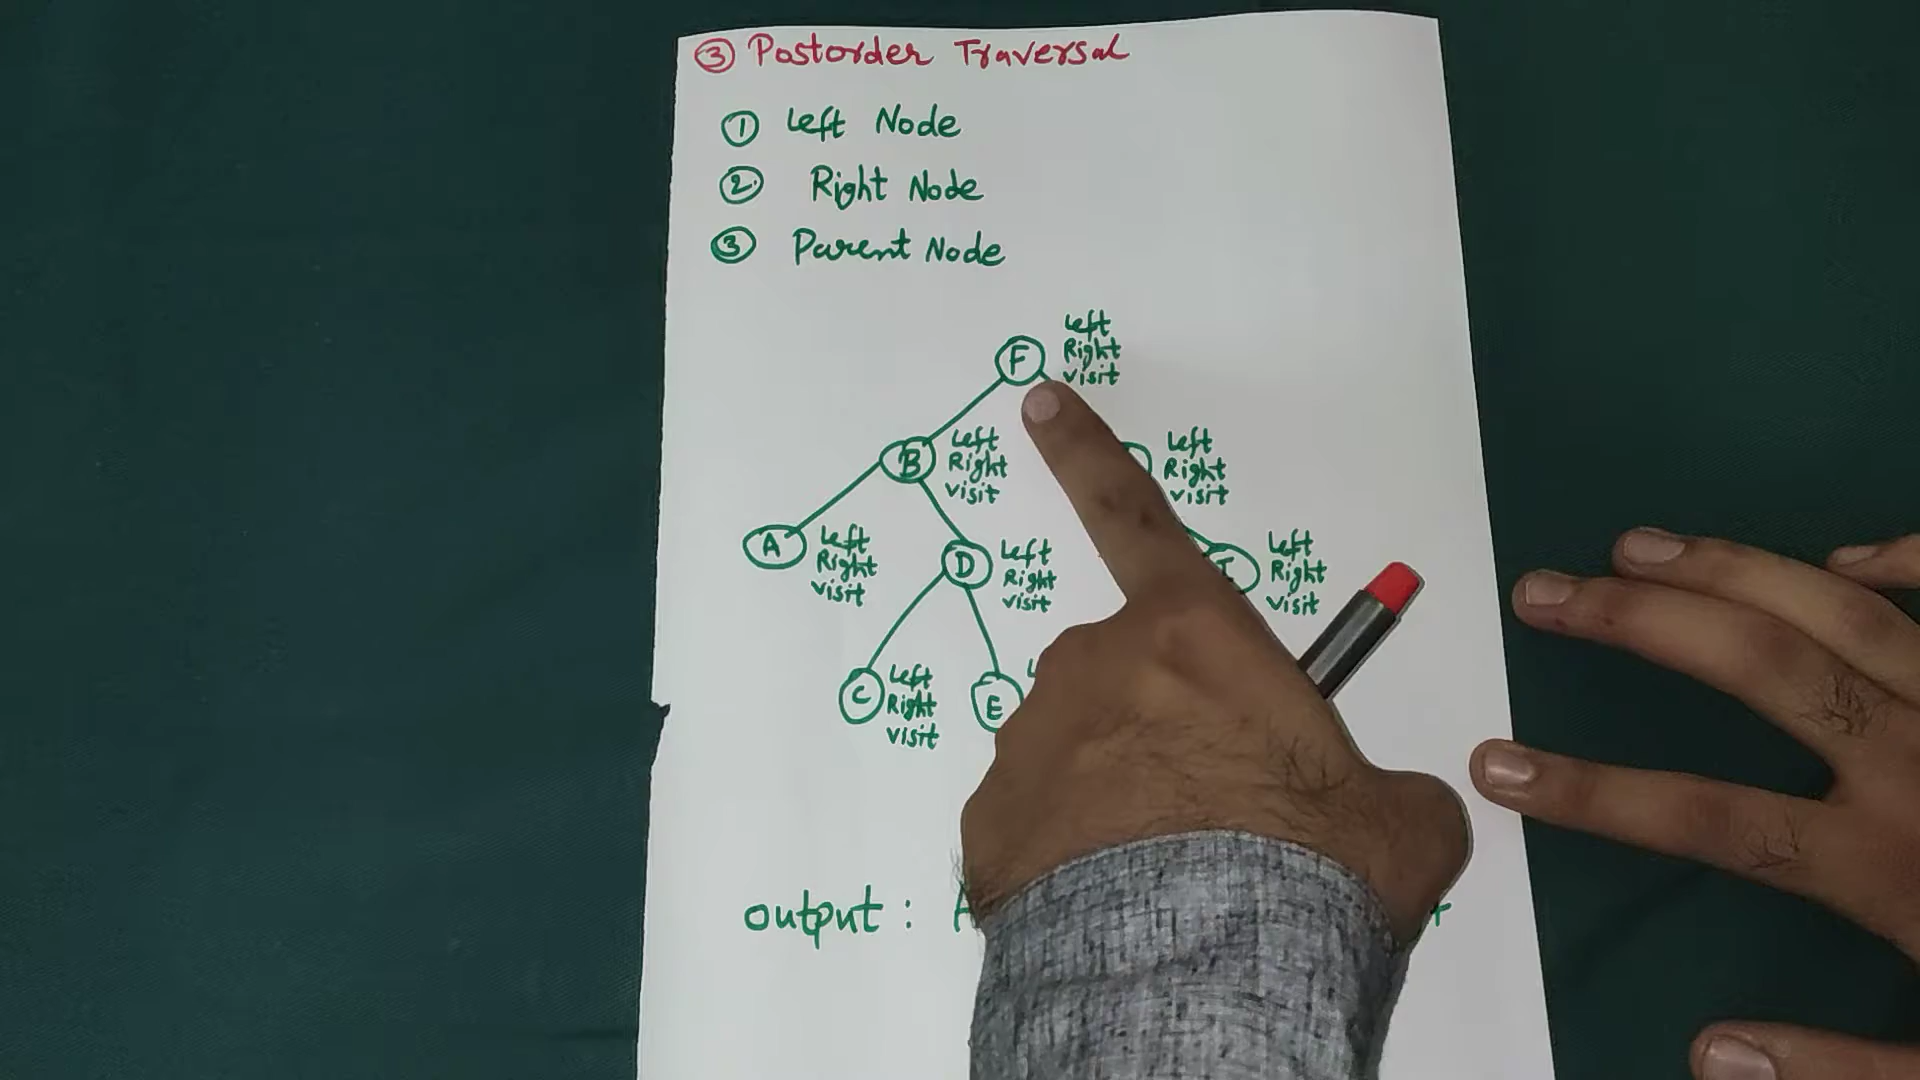 ③ Postorder Traversal
① Left Node
② Right Node
③ Parent Node
F
Left
Right
visit
B
Left
Right
visit
Left
Right
visit
A
Left
Right
visit
D
Left
Right
visit
I
Left
Right
visit
C
Left
Right
visit
E
output : A